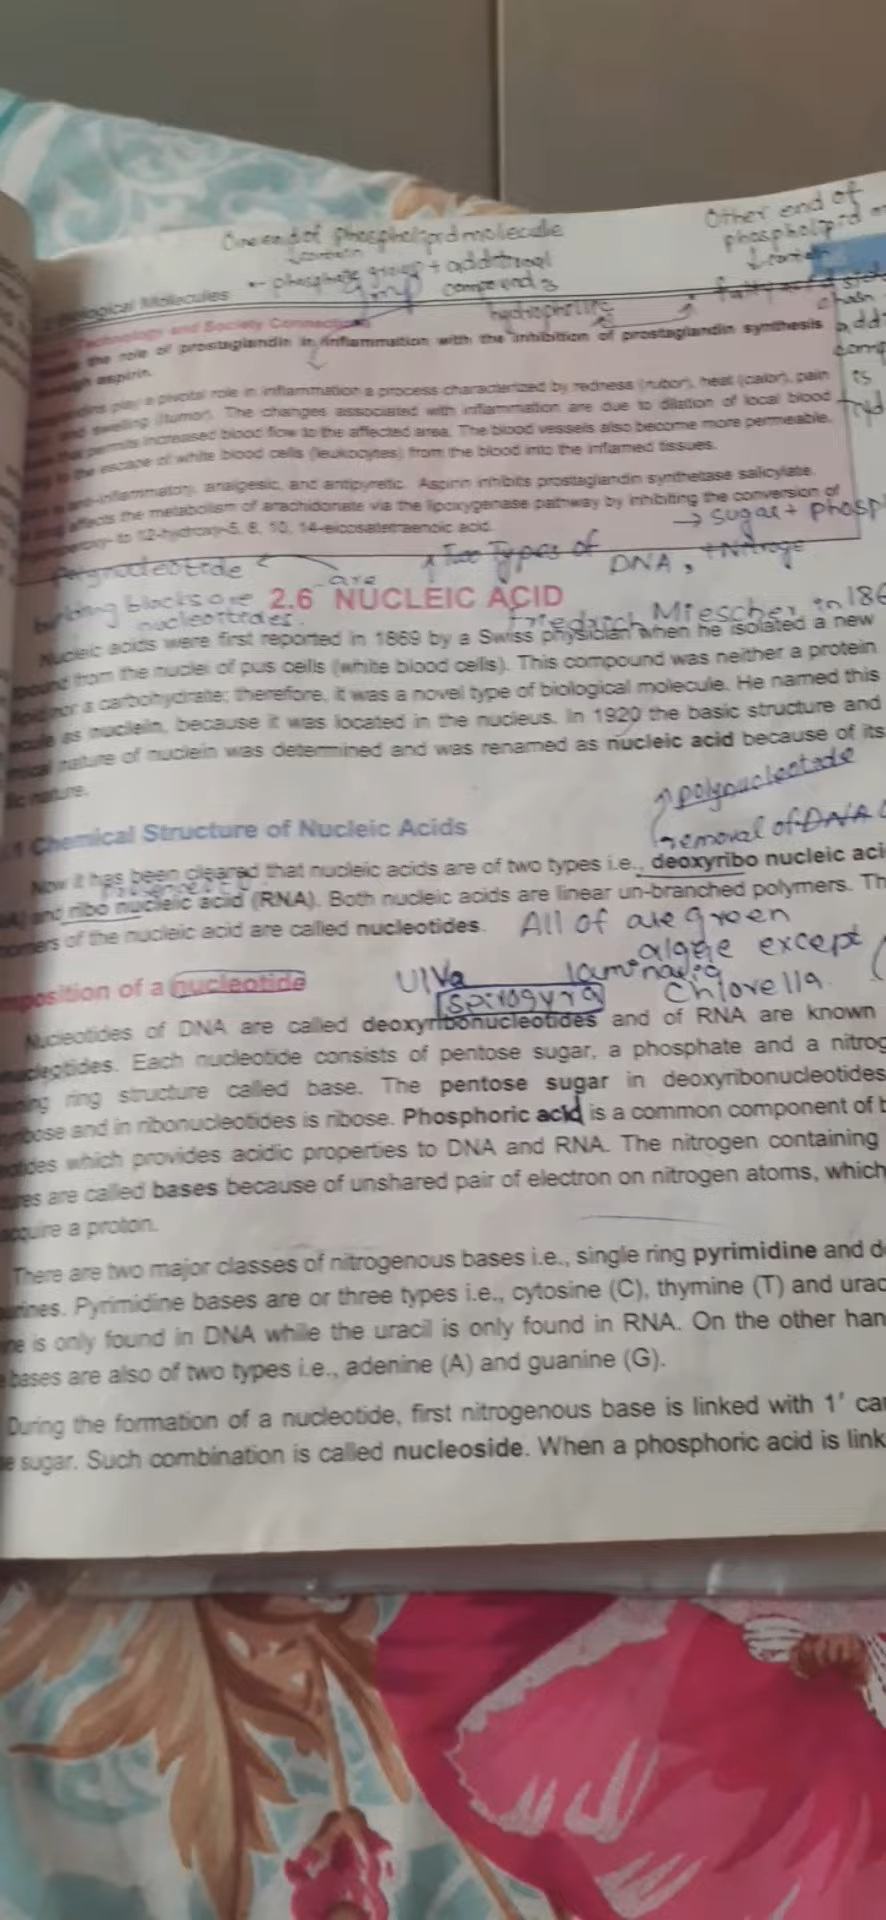 One end of phospholipid molecule
Other end of
phospholipid
contain
phosphate group + additional
compound
Biological Molecules
hydrophilic
chain
Technology and Society Connections
the role of prostaglandin in inflammation with the inhibition of prostaglandin synthesis
through aspirin.
play a pivotal role in inflammation a process characterized by redness (rubor), heat (calor), pain
and swelling (tumor). The changes associated with inflammation are due to dilation of local blood
that permits increased blood flow to the affected area. The blood vessels also become more permeable,
to the escape of white blood cells (leukocytes) from the blood into the inflamed tissues.
is
anti-inflammatory, analgesic, and antipyretic. Aspirin inhibits prostaglandin synthetase salicylate.
affects the metabolism of arachidonate via the lipoxygenase pathway by inhibiting the conversion of
to 12-hydroxy-5, 8, 10, 14-eicosatetraenoic acid.
→ sugar + phosp
Two Types of
DNA,
are
building blocks are
nucleotides.
2.6 NUCLEIC ACID
Friedrich Miescher in 186
Nucleic acids were first reported in 1869 by a Swiss physician when he isolated a new
from the nuclei of pus cells (white blood cells). This compound was neither a protein
nor a carbohydrate; therefore, it was a novel type of biological molecule. He named this
as nuclein, because it was located in the nucleus. In 1920 the basic structure and
nature of nuclein was determined and was renamed as nucleic acid because of its
nature.
polynucleotide
removal of DNA
Chemical Structure of Nucleic Acids
Now it has been cleared that nucleic acids are of two types i.e., deoxyribo nucleic aci
and ribo nucleic acid (RNA). Both nucleic acids are linear un-branched polymers. Th
of the nucleic acid are called nucleotides.
All of are green
algae except
Ulva
laminaria
Chlorella
spirogyra
mposition of a nucleotide
Nucleotides of DNA are called deoxyribonucleotides and of RNA are known
Each nucleotide consists of pentose sugar, a phosphate and a nitrog
ring structure called base. The pentose sugar in deoxyribonucleotides
and in ribonucleotides is ribose. Phosphoric acid is a common component of b
which provides acidic properties to DNA and RNA. The nitrogen containing
are called bases because of unshared pair of electron on nitrogen atoms, which
acquire a proton.
There are two major classes of nitrogenous bases i.e., single ring pyrimidine and d
Pyrimidine bases are or three types i.e., cytosine (C), thymine (T) and urac
is only found in DNA while the uracil is only found in RNA. On the other han
bases are also of two types i.e., adenine (A) and guanine (G).
During the formation of a nucleotide, first nitrogenous base is linked with 1' car
sugar. Such combination is called nucleoside. When a phosphoric acid is link